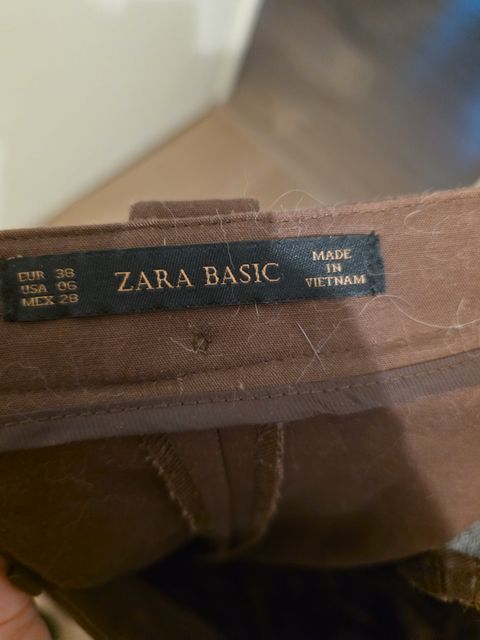 EUR 38
USA 06
MEX 28
ZARA BASIC
MADE
IN
VIETNAM